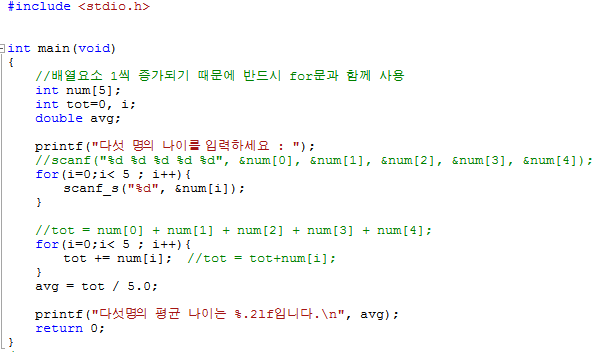 #include <stdio.h>
int main(void)
{
//배열요소 1씩 증가되기 때문에 반드시 for문과 함께 사용
int num[5];
int tot=0, i;
double avg;
printf("다섯 명의 나이를 입력하세요 : ");
//scanf("%d %d %d %d %d", &num[0], &num[1], &num[2], &num[3], &num[4]);
for(i=0;i< 5 ; i++){
scanf_s("%d", &num[i]);
}
//tot = num[0] + num[1] + num[2] + num[3] + num[4];
for(i=0;i< 5 ; i++){
tot += num[i];  //tot = tot+num[i];
}
avg = tot / 5.0;
printf("다섯명의 평균 나이는 %.2lf입니다.\n", avg);
return 0;
}